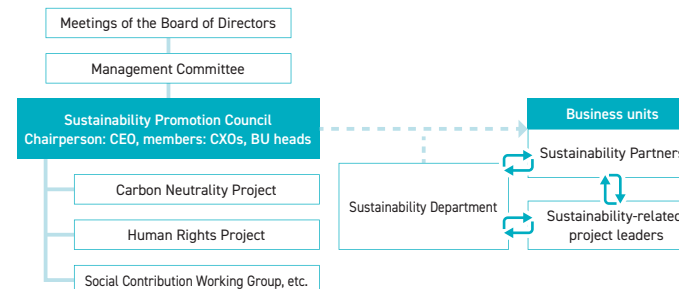 Meetings of the Board of Directors
Management Committee
Sustainability Promotion Council
Chairperson: CEO, members: CXOs, BU heads
Carbon Neutrality Project
Human Rights Project
Social Contribution Working Group, etc.
Sustainability Department
Business units
Sustainability Partners
Sustainability-related
project leaders